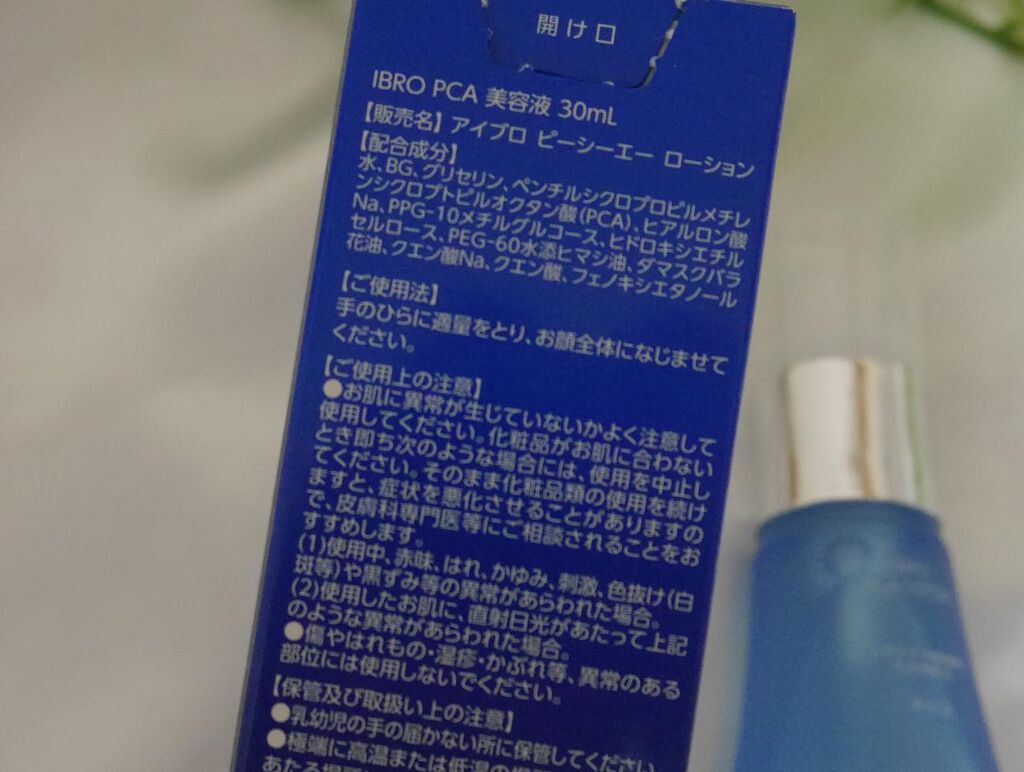 開け口
IBRO PCA 美容液 30mL
【販売名】アイブロ ピーシーエー ローション
【配合成分】
水、BG、グリセリン、ペンチルシクロプロピルメチレ
ンシクロプトピルオクタン酸(PCA)、ヒアルロン酸
Na、PPG-10メチルグルコース、ヒドロキシエチル
セルロース、PEG-60水添ヒマシ油、ダマスクバラ
花油、クエン酸Na、クエン酸、フェノキシエタノール
【ご使用法】
手のひらに適量をとり、お顔全体になじませて
ください。
【ご使用上の注意】
●お肌に異常が生じていないかよく注意して
使用してください。化粧品がお肌に合わない
とき即ち次のような場合には、使用を中止し
てください。そのまま化粧品類の使用を続け
ますと、症状を悪化させることがありますの
で、皮膚科専門医等にご相談されることをお
すすめします。
(1)使用中、赤味、はれ、かゆみ、刺激、色抜け(白
斑等)や黒ずみ等の異常があらわれた場合。
(2)使用したお肌に、直射日光があたって上記
のような異常があらわれた場合。
●傷やはれもの・湿疹・かぶれ等、異常のある
部位には使用しないでください。
【保管及び取扱い上の注意】
●乳幼児の手の届かない所に保管してください
●極端に高温または低温の場所
あたる場所に